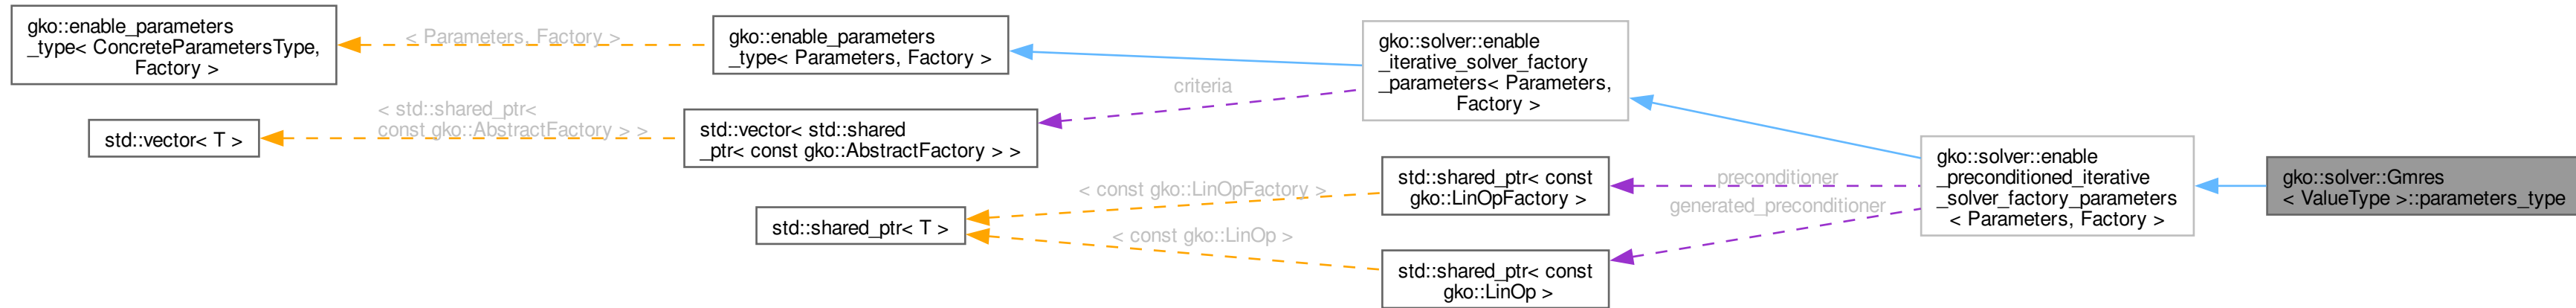 gko::enable_parameters
_type< ConcreteParametersType,
Factory >
< Parameters, Factory >
gko::enable_parameters
_type< Parameters, Factory >
gko::solver::enable
_iterative_solver_factory
_parameters< Parameters,
Factory >
criteria
std::vector< T >
< std::shared_ptr<
const gko::AbstractFactory > >
std::vector< std::shared
_ptr< const gko::AbstractFactory > >
std::shared_ptr< T >
< const gko::LinOpFactory >
< const gko::LinOp >
std::shared_ptr< const
gko::LinOpFactory >
std::shared_ptr< const
gko::LinOp >
preconditioner
generated_preconditioner
gko::solver::enable
_preconditioned_iterative
_solver_factory_parameters
< Parameters, Factory >
gko::solver::Gmres
< ValueType >::parameters_type